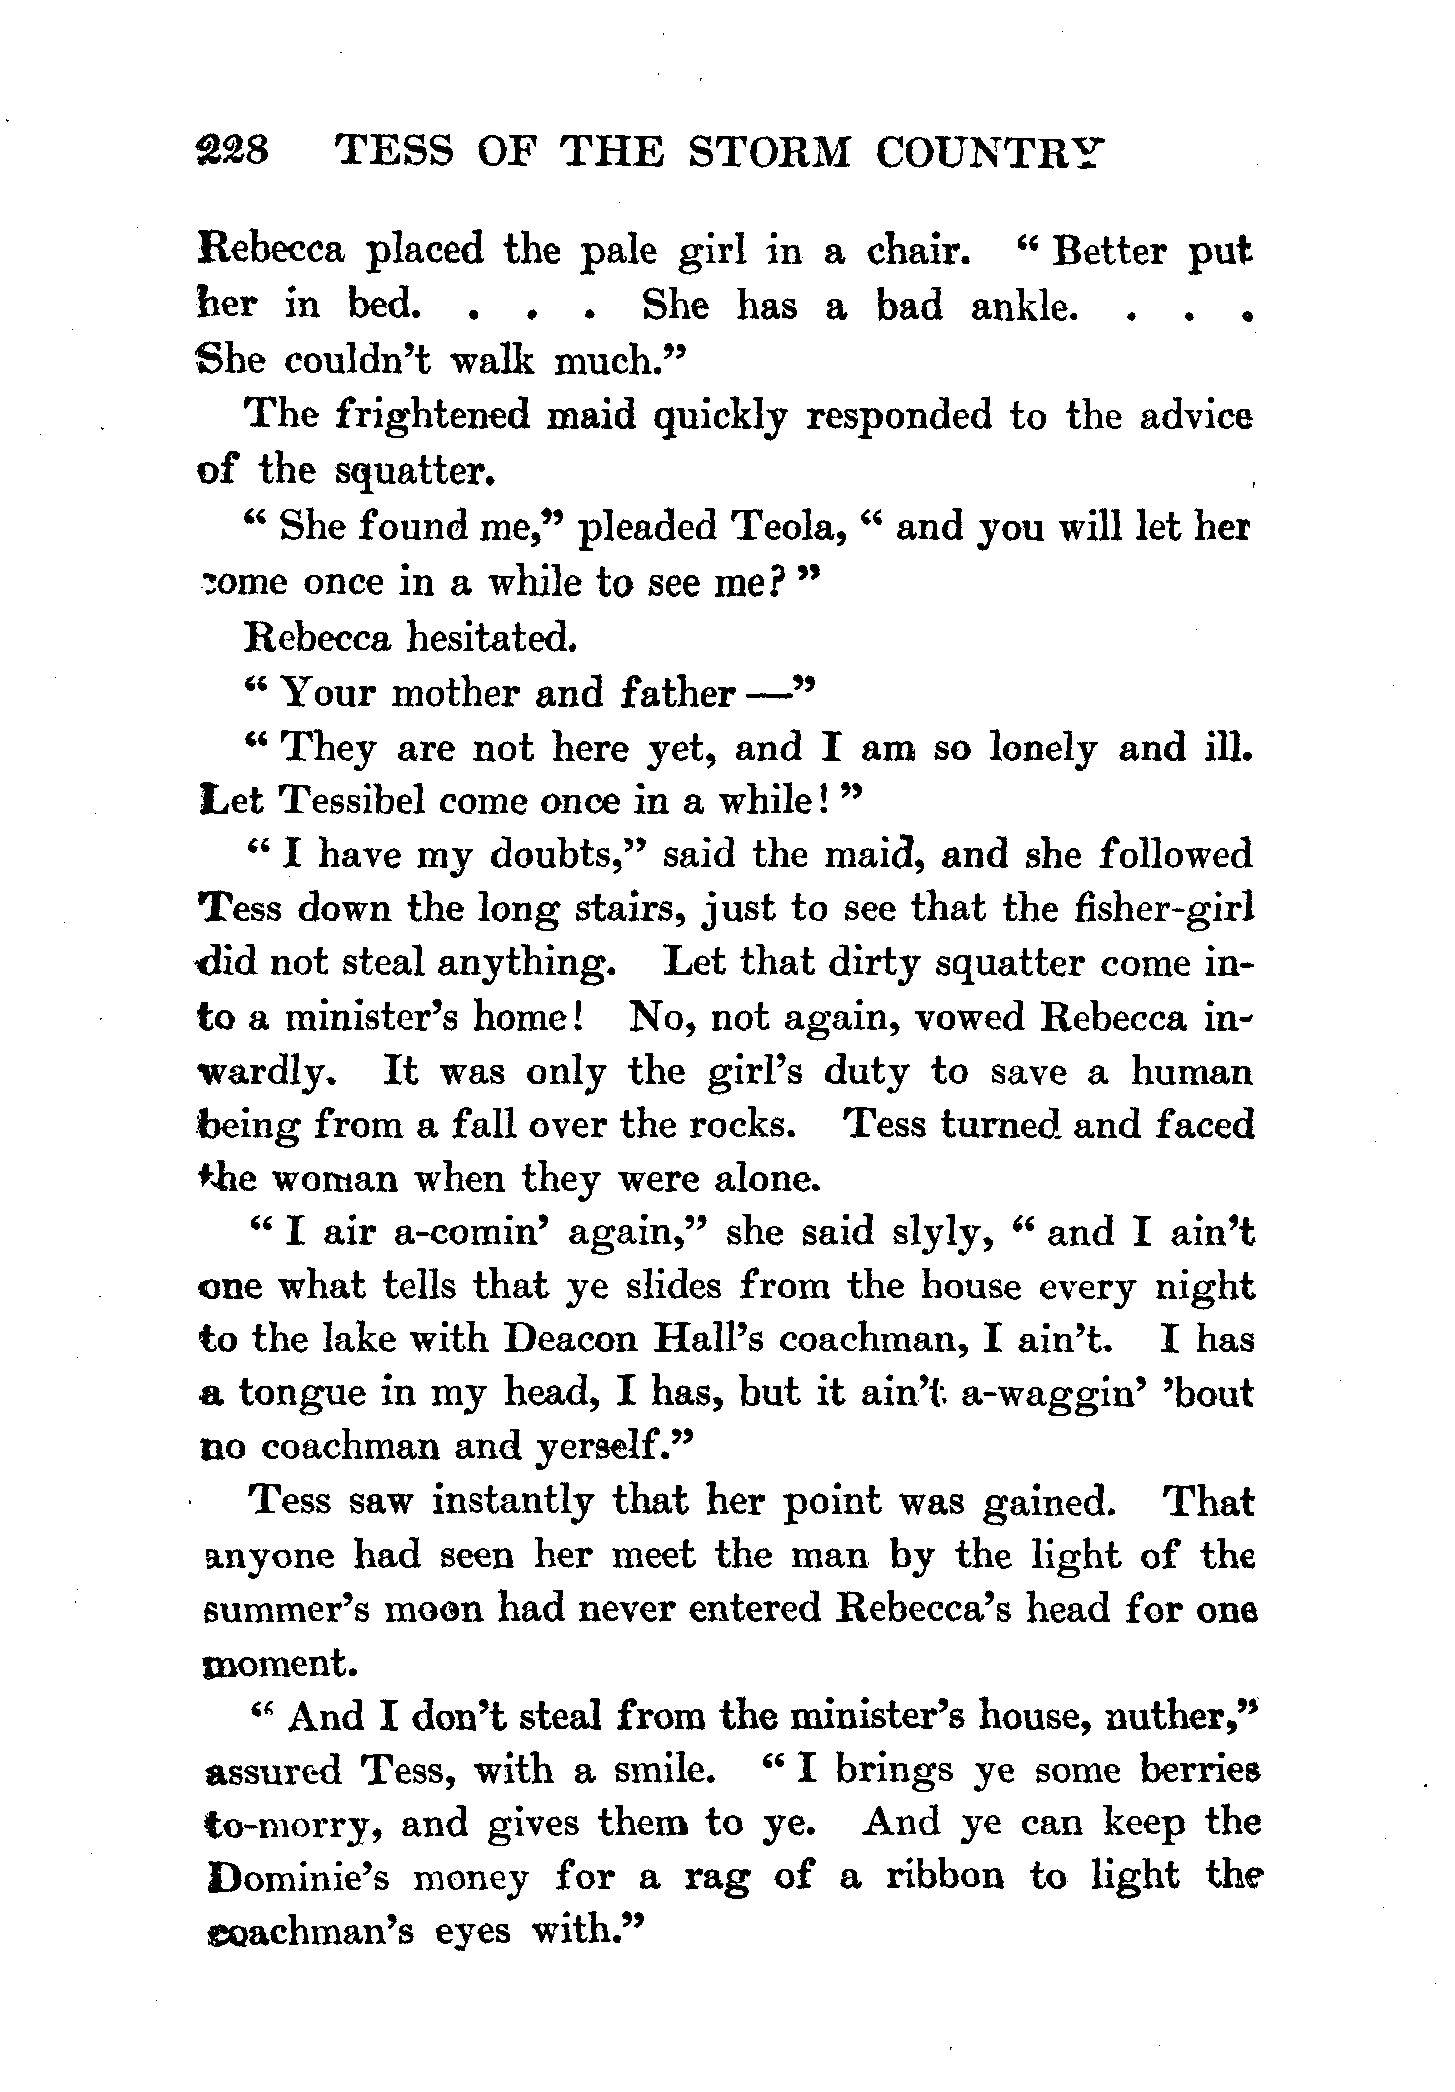 228 TESS OF THE STORM COUNTRY
Rebecca placed the pale girl in a chair. “ Better put
her in bed. . . . She has a bad ankle. . . .
She couldn’t walk much.”
The frightened maid quickly responded to the advice
of the squatter.
“ She found me,” pleaded Teola, “ and you will let her
come once in a while to see me? ”
Rebecca hesitated.
“ Your mother and father —”
“ They are not here yet, and I am so lonely and ill.
Let Tessibel come once in a while! ”
“ I have my doubts,” said the maid, and she followed
Tess down the long stairs, just to see that the fisher-girl
did not steal anything. Let that dirty squatter come in-
to a minister’s home! No, not again, vowed Rebecca in-
wardly. It was only the girl’s duty to save a human
being from a fall over the rocks. Tess turned and faced
the woman when they were alone.
“ I air a-comin’ again,” she said slyly, “ and I ain’t
one what tells that ye slides from the house every night
to the lake with Deacon Hall’s coachman, I ain’t. I has
a tongue in my head, I has, but it ain’t a-waggin’ ’bout
no coachman and yerself.”
Tess saw instantly that her point was gained. That
anyone had seen her meet the man by the light of the
summer’s moon had never entered Rebecca’s head for one
moment.
“ And I don’t steal from the minister’s house, nuther,”
assured Tess, with a smile. “ I brings ye some berries
to-morry, and gives them to ye. And ye can keep the
Dominie’s money for a rag of a ribbon to light the
coachman’s eyes with.”